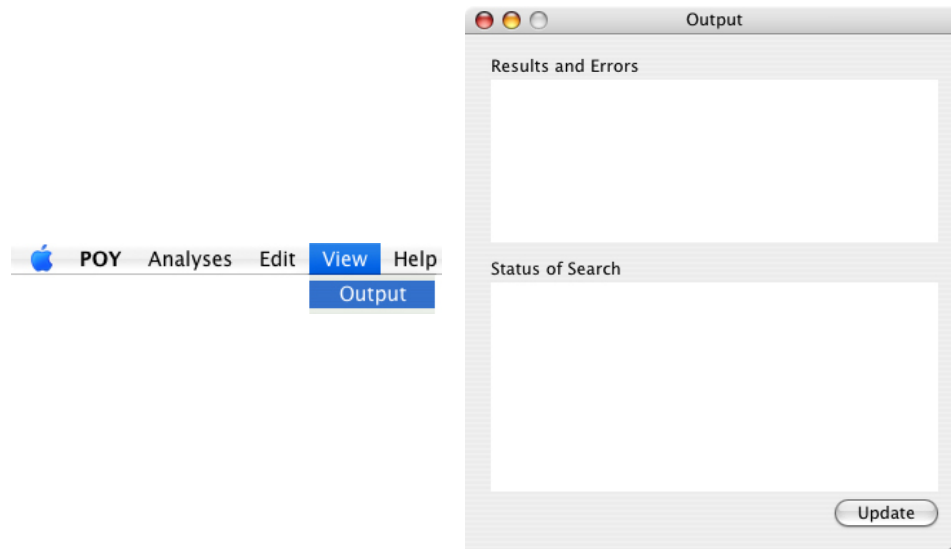 POY Analyses Edit View Help
Output
Output
Results and Errors
Status of Search
Update